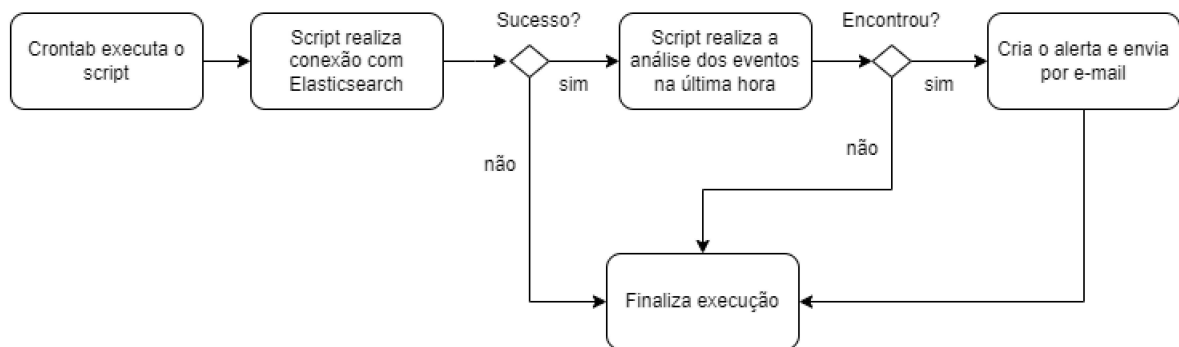 Crontab executa o
script
Script realiza
conexão com
Elasticsearch
Sucesso?
sim
não
Script realiza a
análise dos eventos
na última hora
Encontrou?
sim
não
Cria o alerta e envia
por e-mail
Finaliza execução